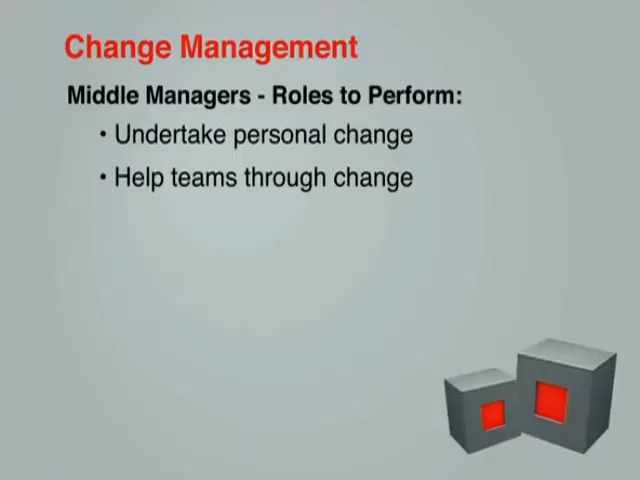 Change Management
Middle Managers - Roles to Perform:
• Undertake personal change
• Help teams through change